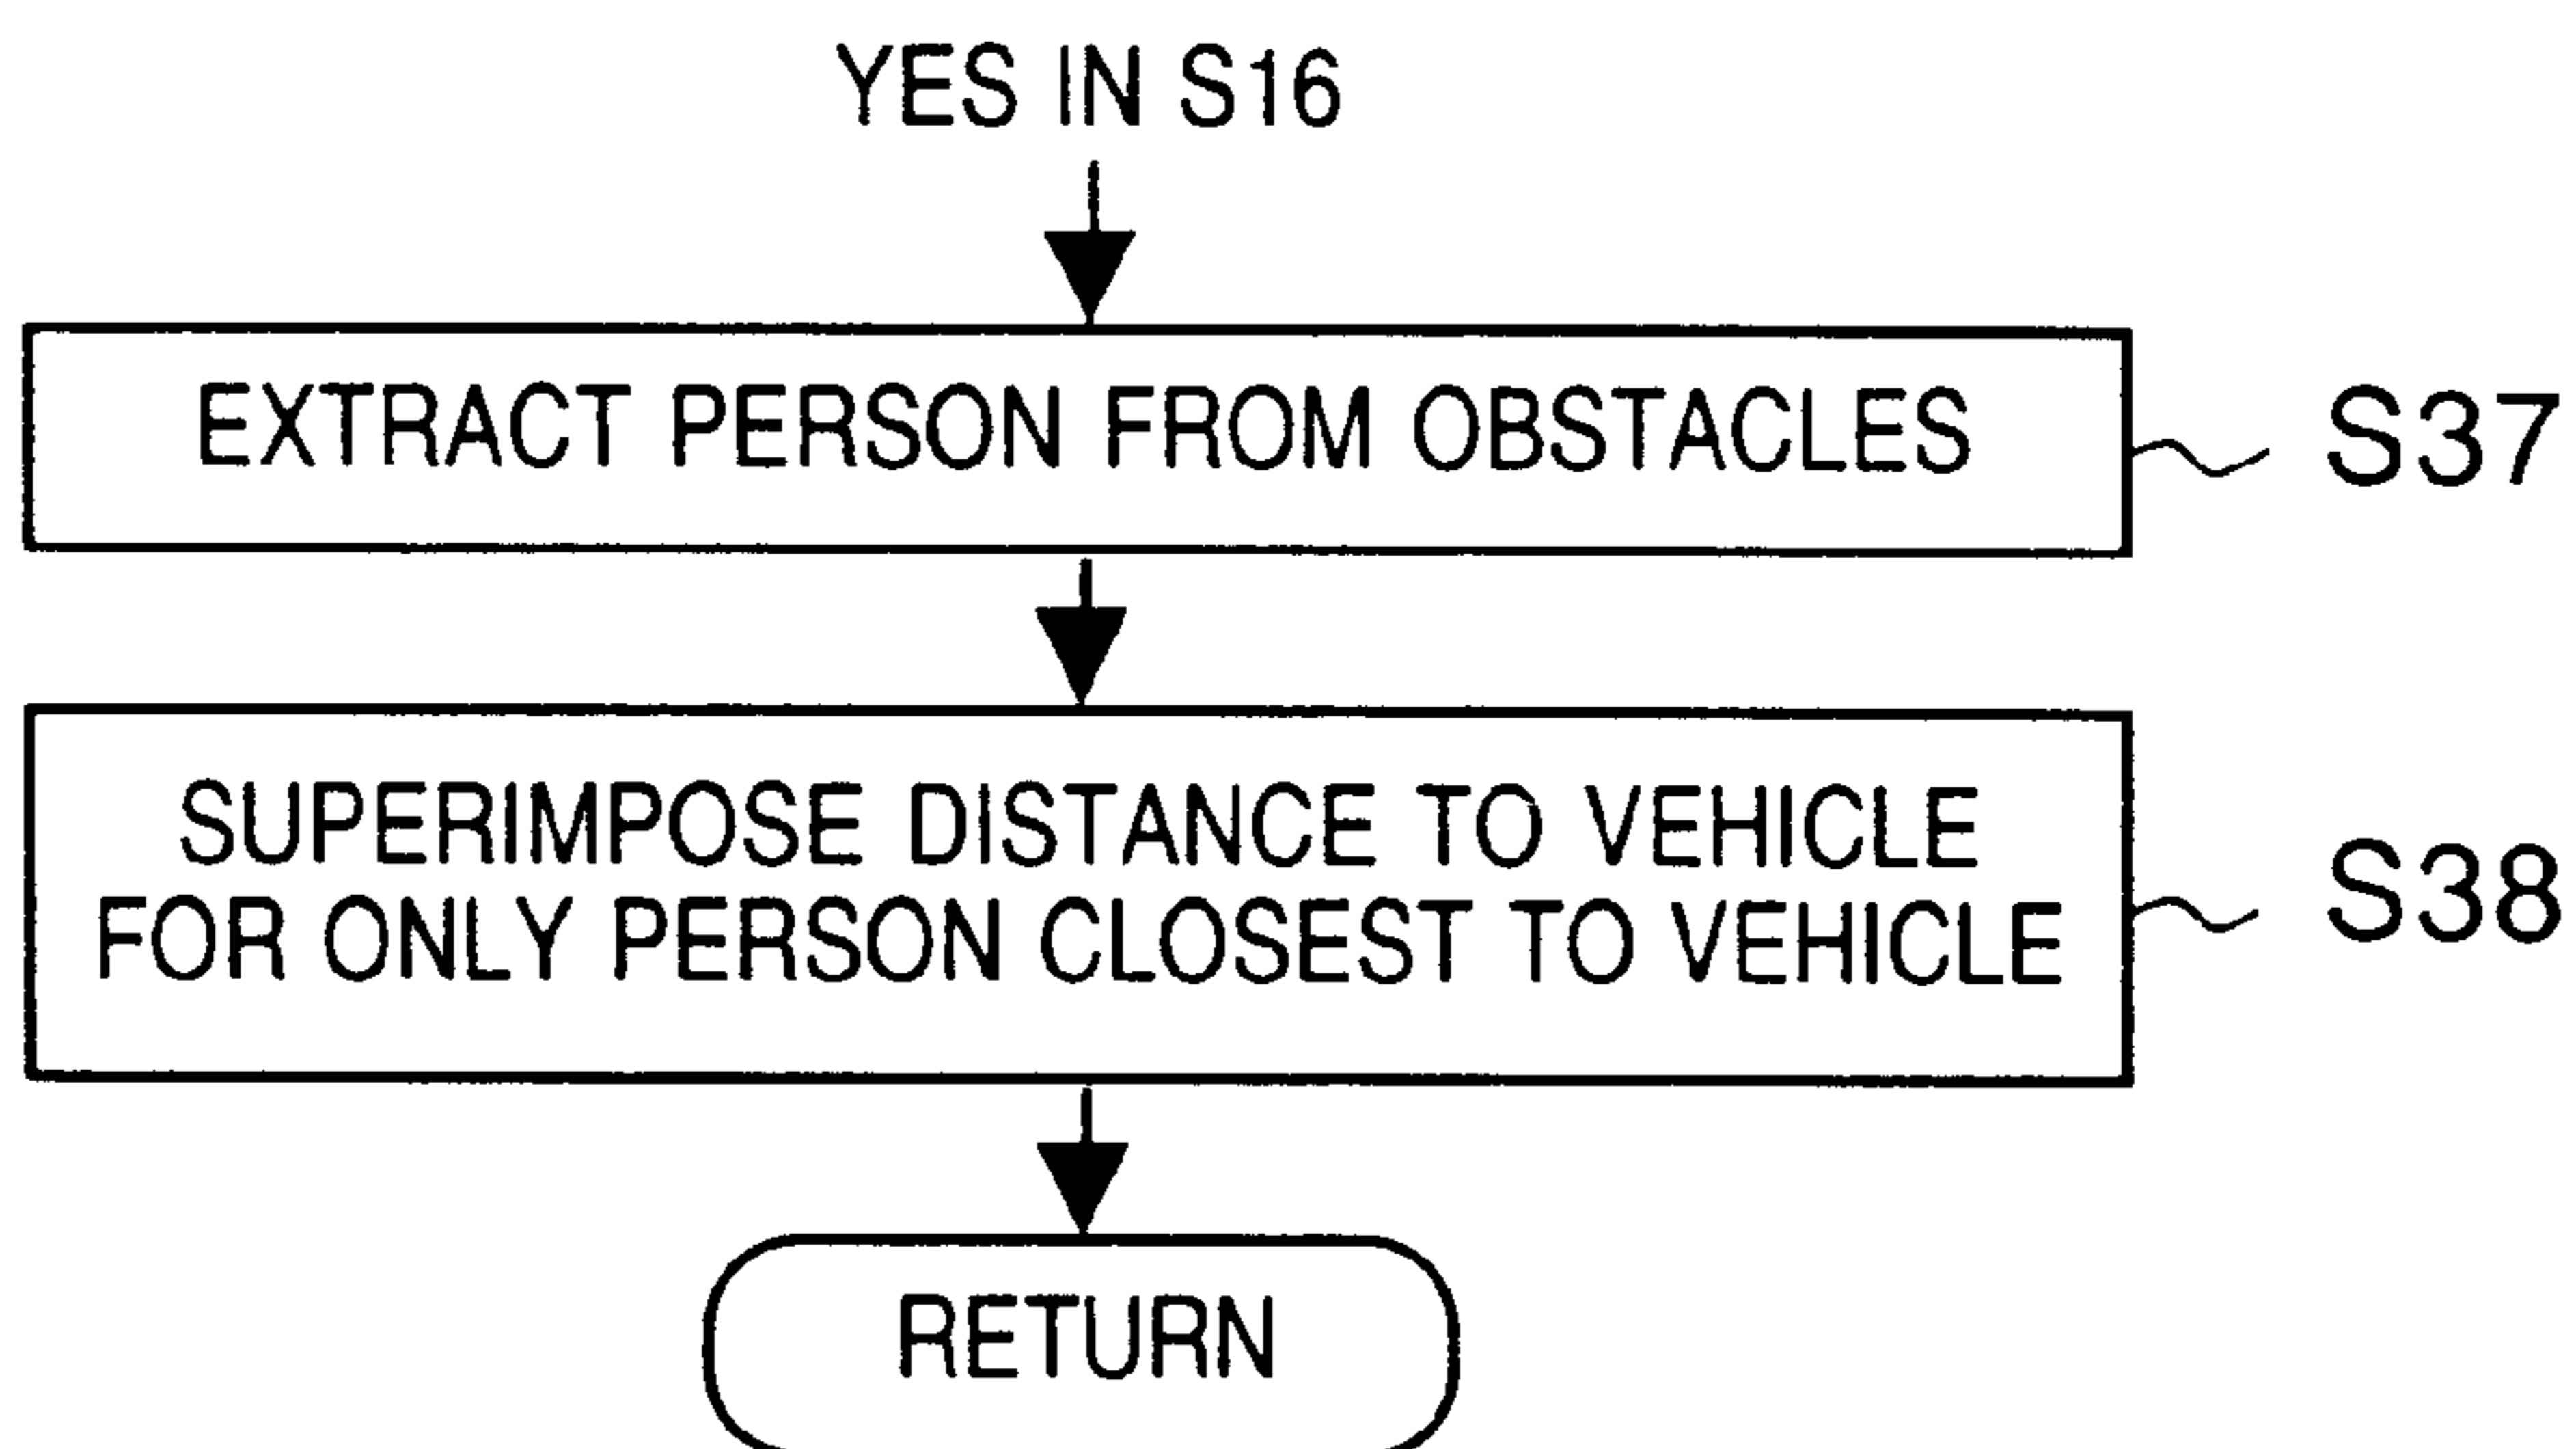 YES IN S16
EXTRACT PERSON FROM OBSTACLES
S37
SUPERIMPOSE DISTANCE TO VEHICLE
FOR ONLY PERSON CLOSEST TO VEHICLE
S38
RETURN